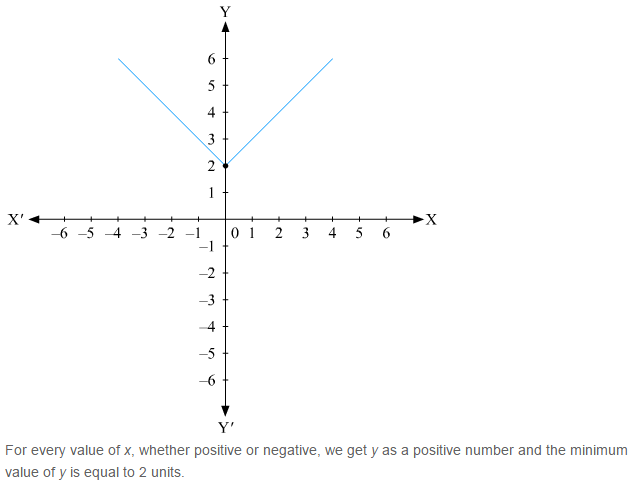 Y
6
5
4
3
2
1
X′ X
–6 –5 –4 –3 –2 –1 0 1 2 3 4 5 6
–1
–2
–3
–4
–5
–6
Y′
For every value of x, whether positive or negative, we get y as a positive number and the minimum
value of y is equal to 2 units.